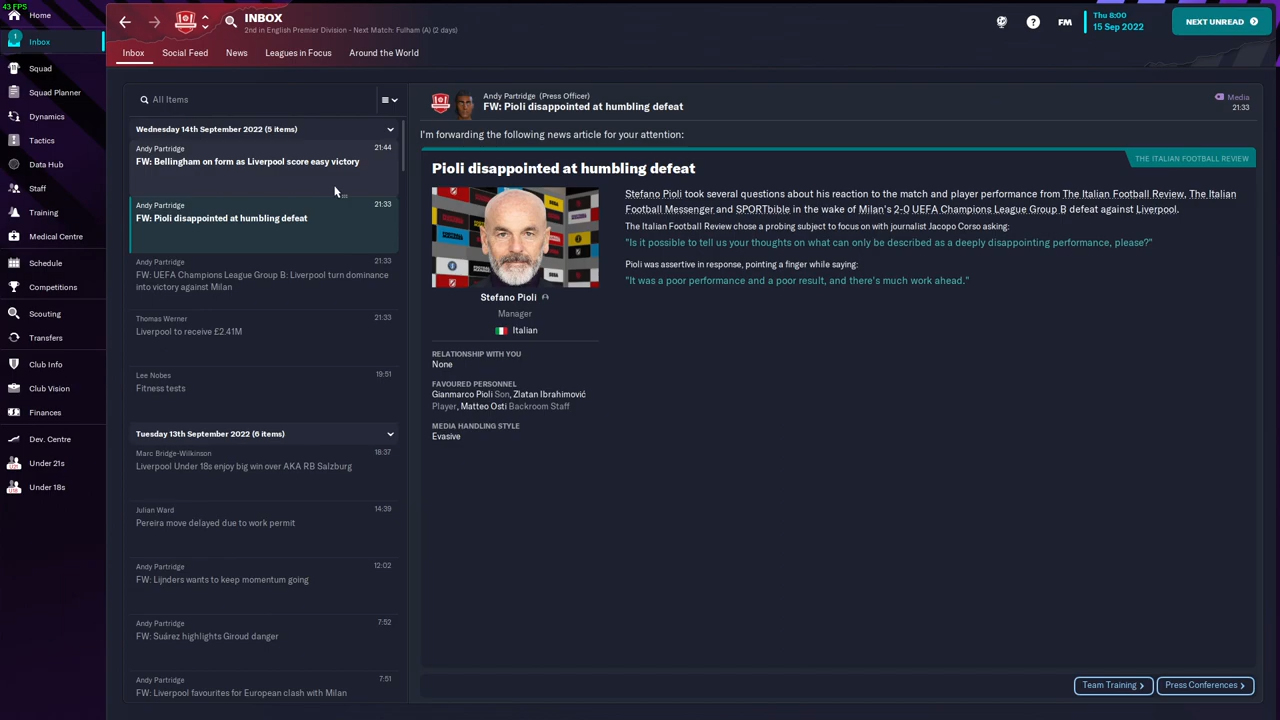 43 FPS
Home
1
Inbox
Squad
Squad Planner
Dynamics
Tactics
Data Hub
Staff
Training
Medical Centre
Schedule
Competitions
Scouting
Transfers
Club Info
Club Vision
Finances
Dev. Centre
Under 21s
Under 18s
INBOX
2nd in English Premier Division - Next Match: Fulham (A) (2 days)
FM
Thu 8:00
15 Sep 2022
NEXT UNREAD
Inbox
Social Feed
News
Leagues in Focus
Around the World
All Items
Wednesday 14th September 2022 (5 items)
Andy Partridge 21:44
FW: Bellingham on form as Liverpool score easy victory
Andy Partridge 21:33
FW: Pioli disappointed at humbling defeat
Andy Partridge 21:33
FW: UEFA Champions League Group B: Liverpool turn dominance
into victory against Milan
Thomas Werner 21:33
Liverpool to receive £2.41M
Lee Nobes 19:51
Fitness tests
Tuesday 13th September 2022 (6 items)
Marc Bridge-Wilkinson 18:37
Liverpool Under 18s enjoy big win over AKA RB Salzburg
Julian Ward 14:39
Pereira move delayed due to work permit
Andy Partridge 12:02
FW: Lijnders wants to keep momentum going
Andy Partridge 7:52
FW: Suárez highlights Giroud danger
Andy Partridge 7:51
FW: Liverpool favourites for European clash with Milan
Andy Partridge (Press Officer)
FW: Pioli disappointed at humbling defeat
Media
21:33
I'm forwarding the following news article for your attention:
THE ITALIAN FOOTBALL REVIEW
Pioli disappointed at humbling defeat
Stefano Pioli took several questions about his reaction to the match and player performance from The Italian Football Review, The Italian
Football Messenger and SPORTbible in the wake of Milan's 2-0 UEFA Champions League Group B defeat against Liverpool.
The Italian Football Review chose a probing subject to focus on with journalist Jacopo Corso asking:
"Is it possible to tell us your thoughts on what can only be described as a deeply disappointing performance, please?"
Pioli was assertive in response, pointing a finger while saying:
"It was a poor performance and a poor result, and there's much work ahead."
Stefano Pioli
Manager
Italian
RELATIONSHIP WITH YOU
None
FAVOURED PERSONNEL
Gianmarco Pioli Son, Zlatan Ibrahimović
Player, Matteo Osti Backroom Staff
MEDIA HANDLING STYLE
Evasive
Team Training
Press Conferences